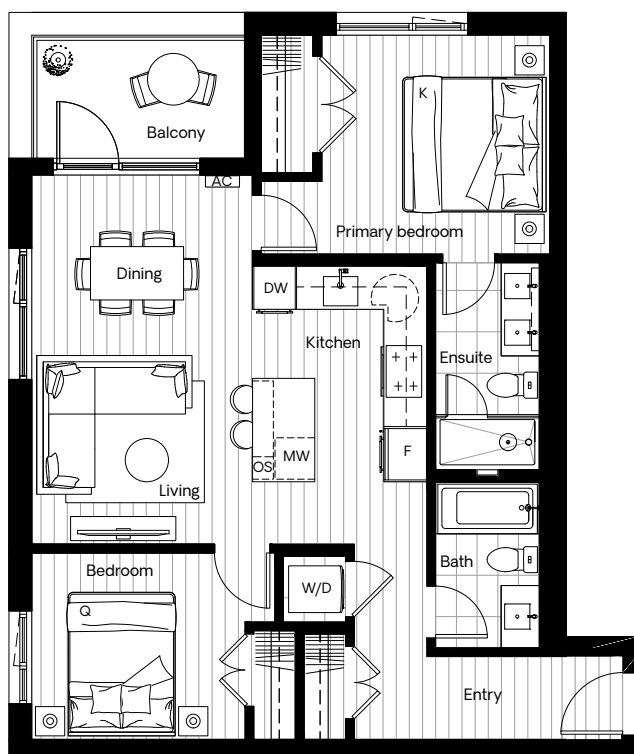 K
Balcony
AC
Primary bedroom
Dining
DW
Kitchen
Ensuite
MW
OS
F
Living
Bath
Bedroom
W/D
Q
Entry